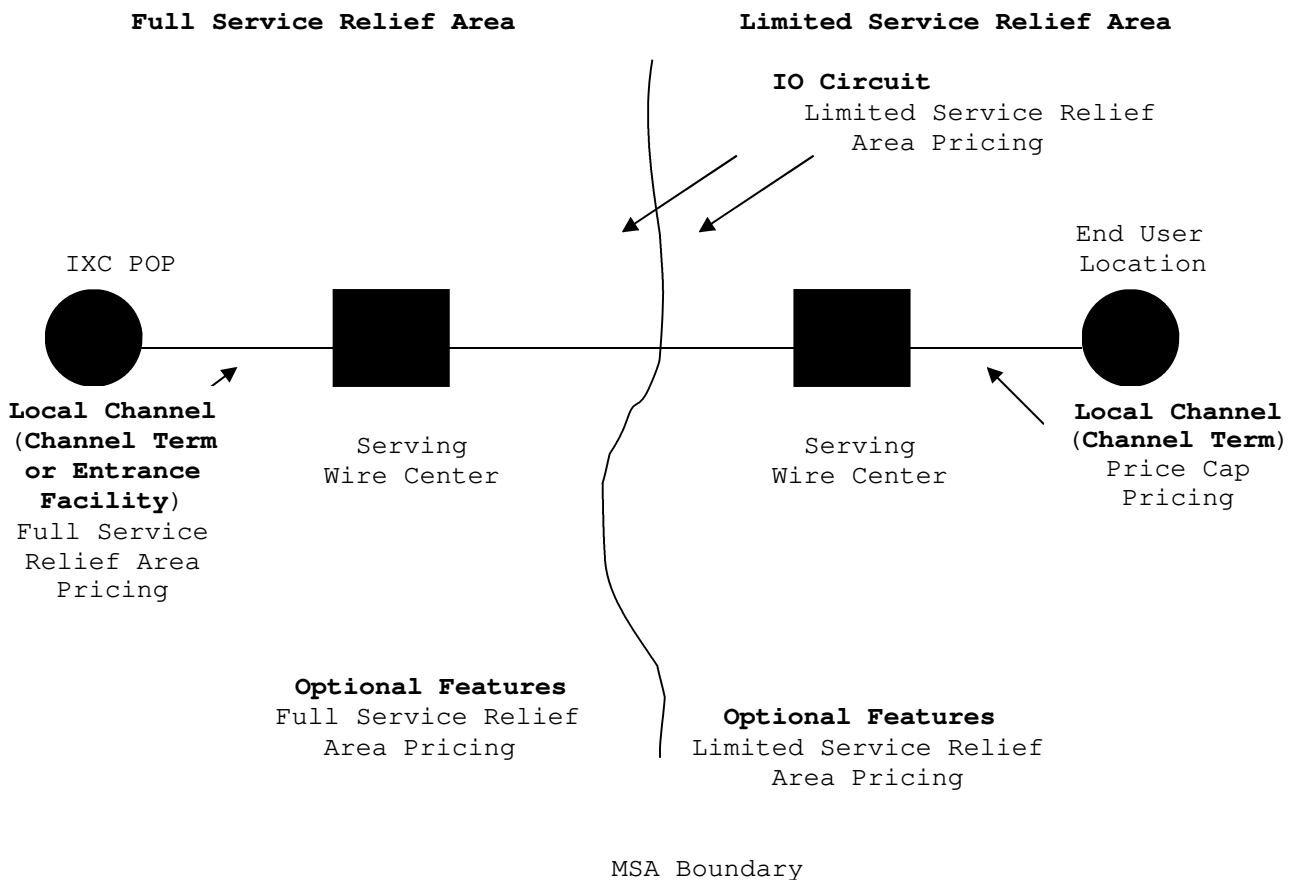 Full Service Relief Area
Limited Service Relief Area
IO Circuit
Limited Service Relief
Area Pricing
IXC POP
End User
Location
Local Channel
(Channel Term
or Entrance
Facility)
Full Service
Relief Area
Pricing
Serving
Wire Center
Serving
Wire Center
Local Channel
(Channel Term)
Price Cap
Pricing
Optional Features
Full Service Relief
Area Pricing
Optional Features
Limited Service Relief
Area Pricing
MSA Boundary